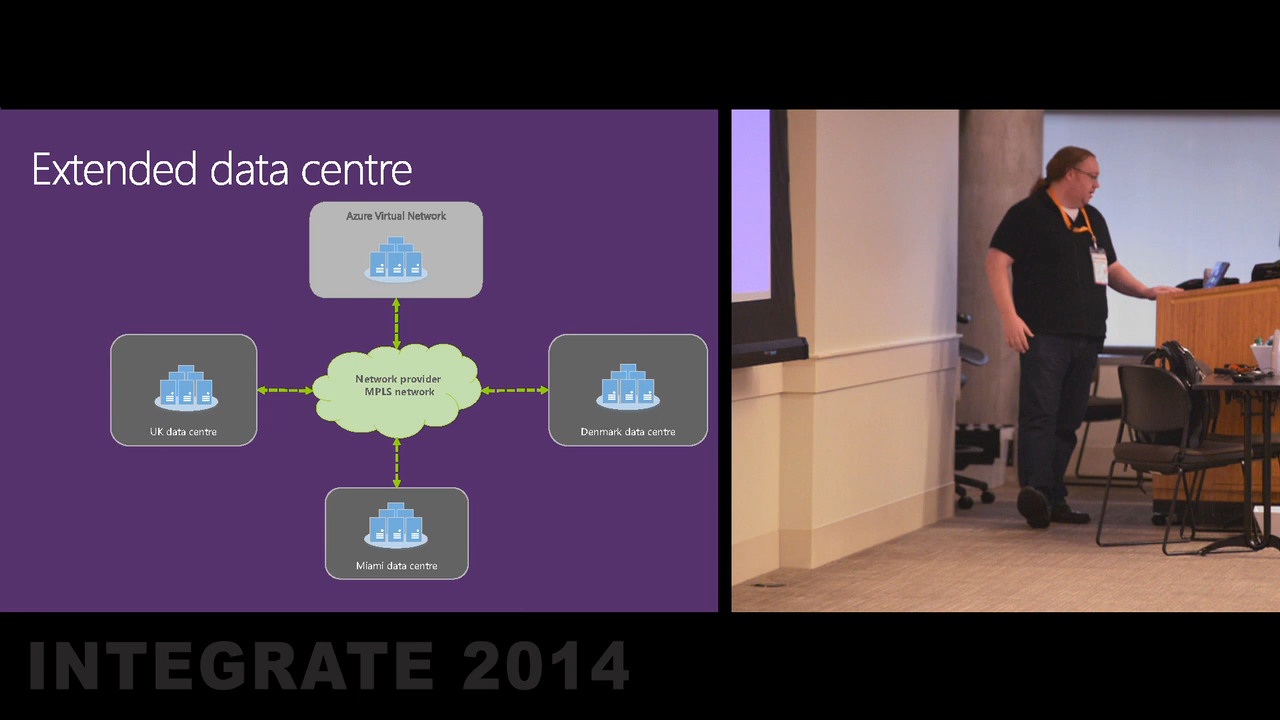 Extended data centre
Azure Virtual Network
Network provider
MPLS network
UK data centre
Denmark data centre
Miami data centre
INTEGRATE 2014